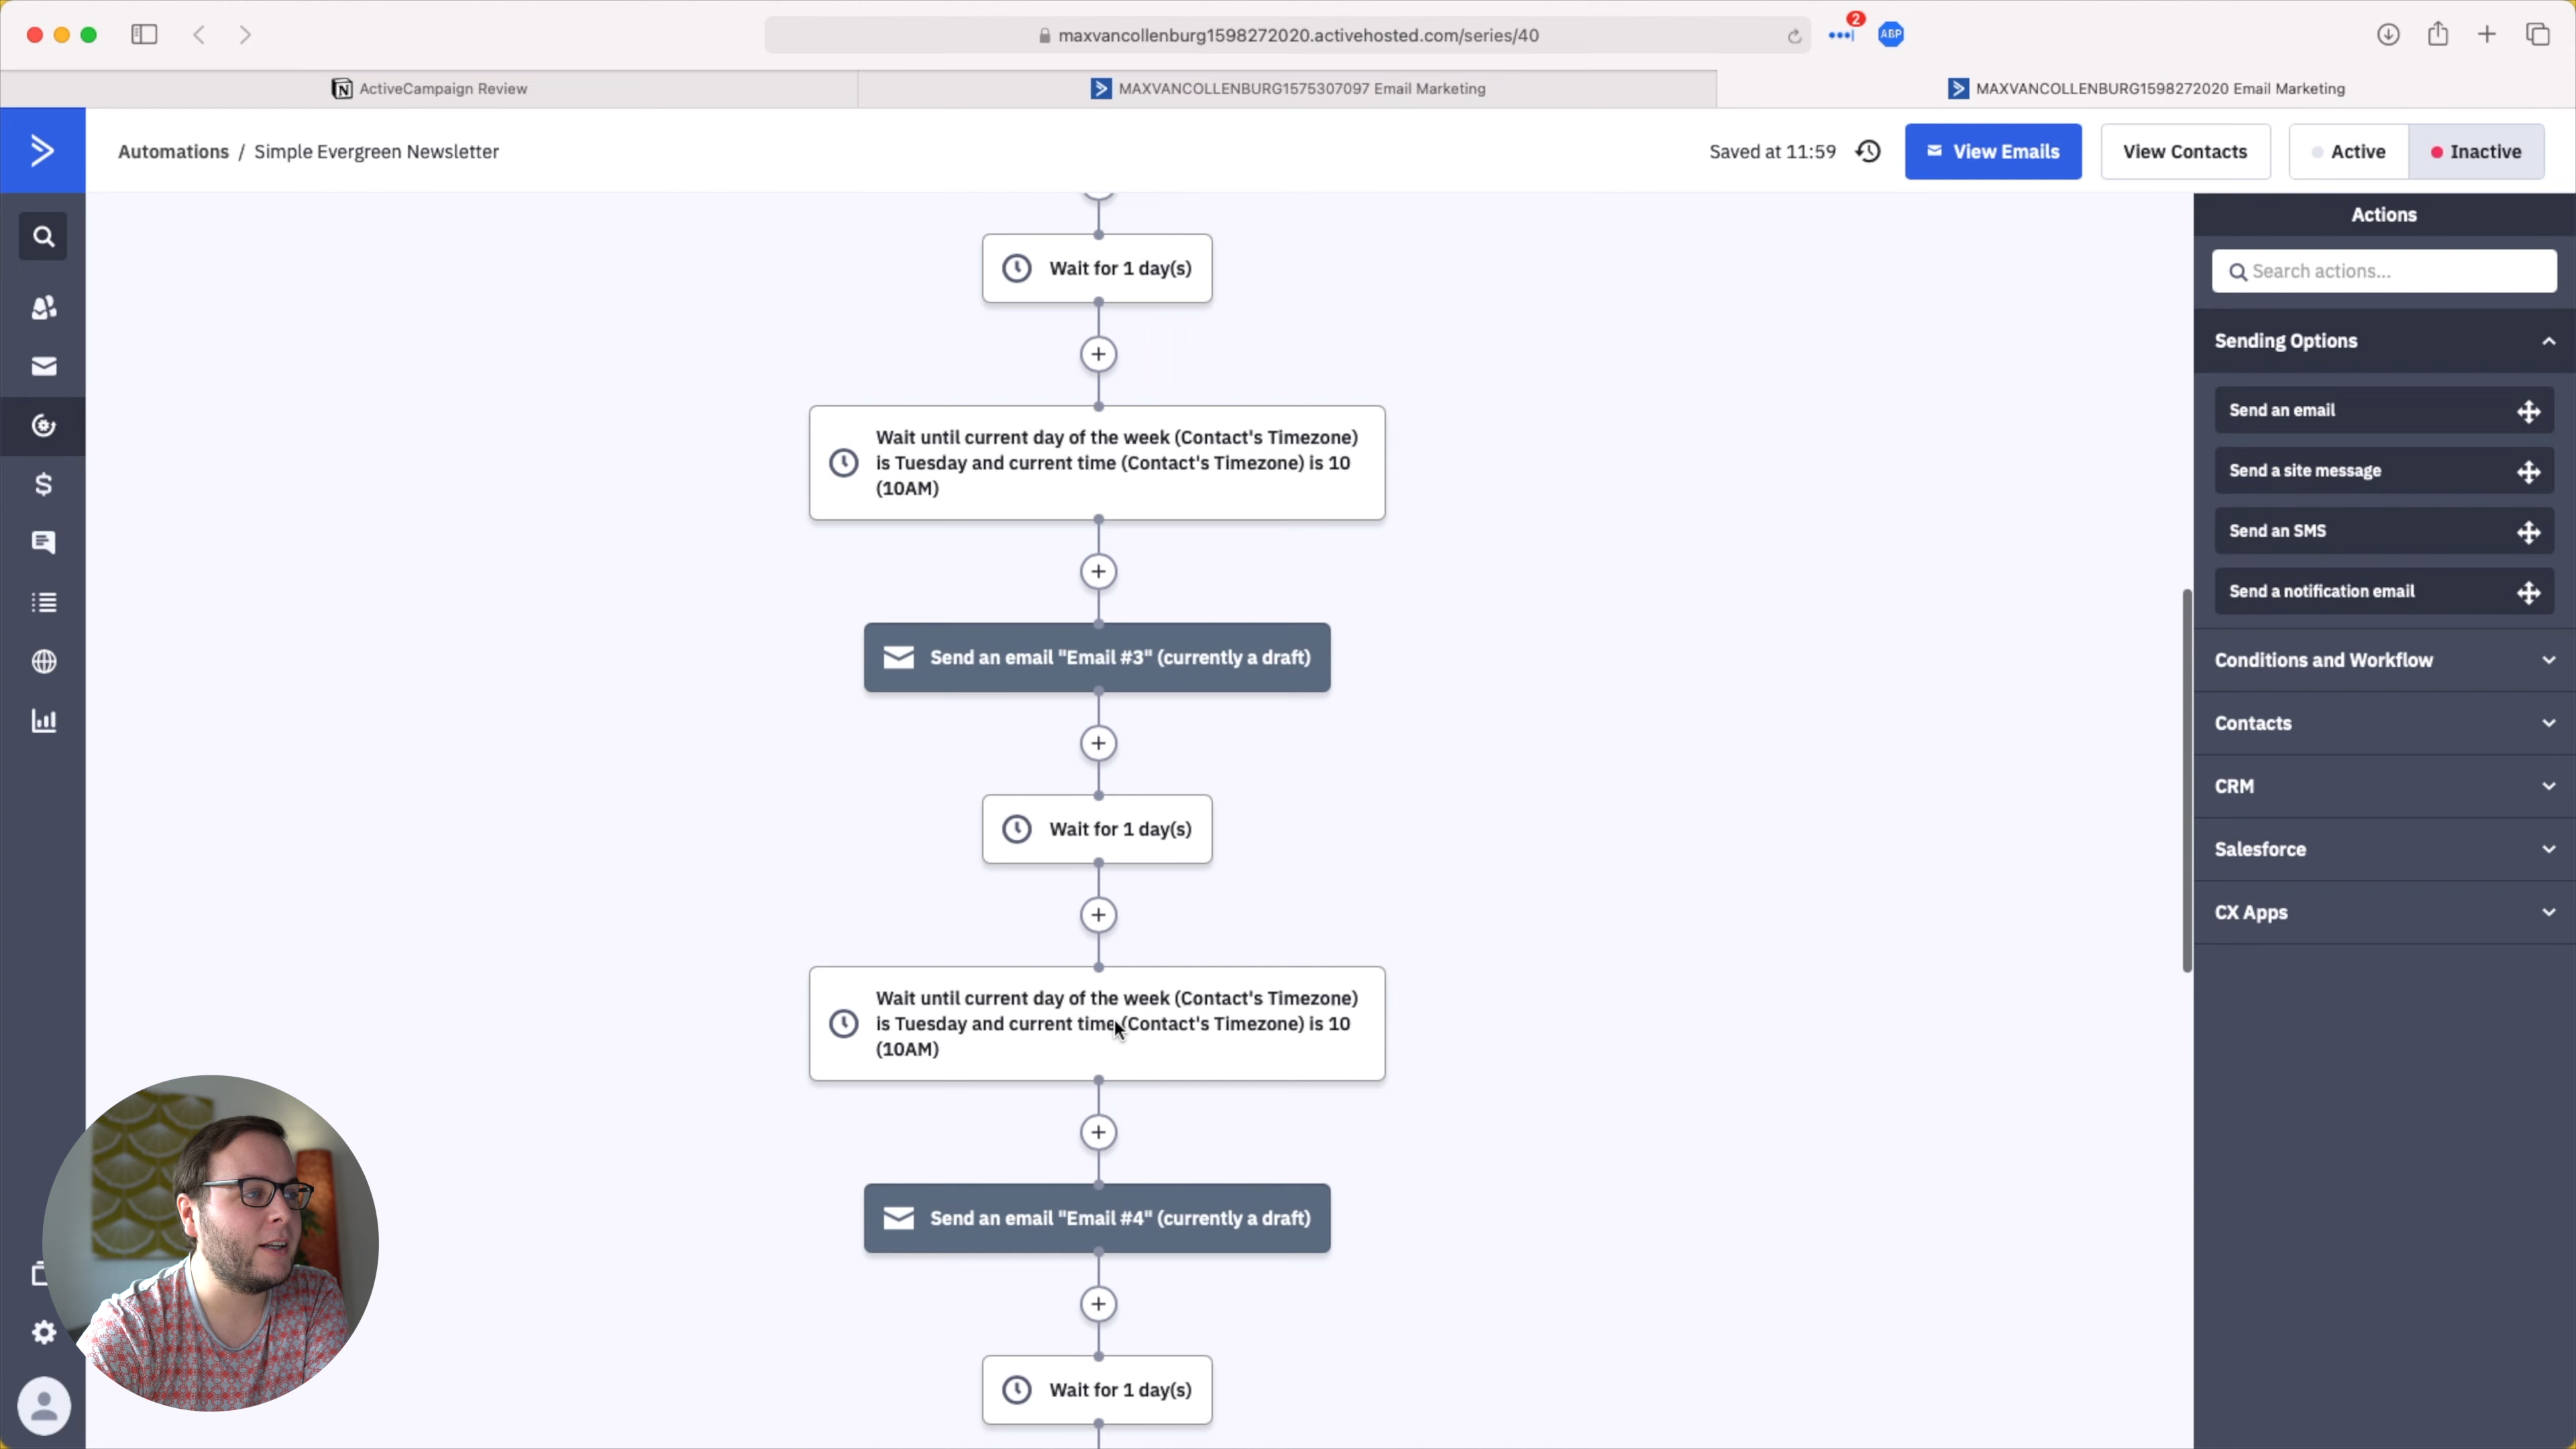 maxvancollenburg1598272020.activehosted.com/series/40
2
ABP
ActiveCampaign Review
MAXVANCOLLENBURG1575307097 Email Marketing
MAXVANCOLLENBURG1598272020 Email Marketing
Automations / Simple Evergreen Newsletter
Saved at 11:59
View Emails
View Contacts
Active
Inactive
Wait for 1 day(s)
Wait until current day of the week (Contact's Timezone)
is Tuesday and current time (Contact's Timezone) is 10
(10AM)
Send an email "Email #3" (currently a draft)
Wait for 1 day(s)
Wait until current day of the week (Contact's Timezone)
is Tuesday and current time (Contact's Timezone) is 10
(10AM)
Send an email "Email #4" (currently a draft)
Wait for 1 day(s)
Actions
Search actions...
Sending Options
Send an email
Send a site message
Send an SMS
Send a notification email
Conditions and Workflow
Contacts
CRM
Salesforce
CX Apps